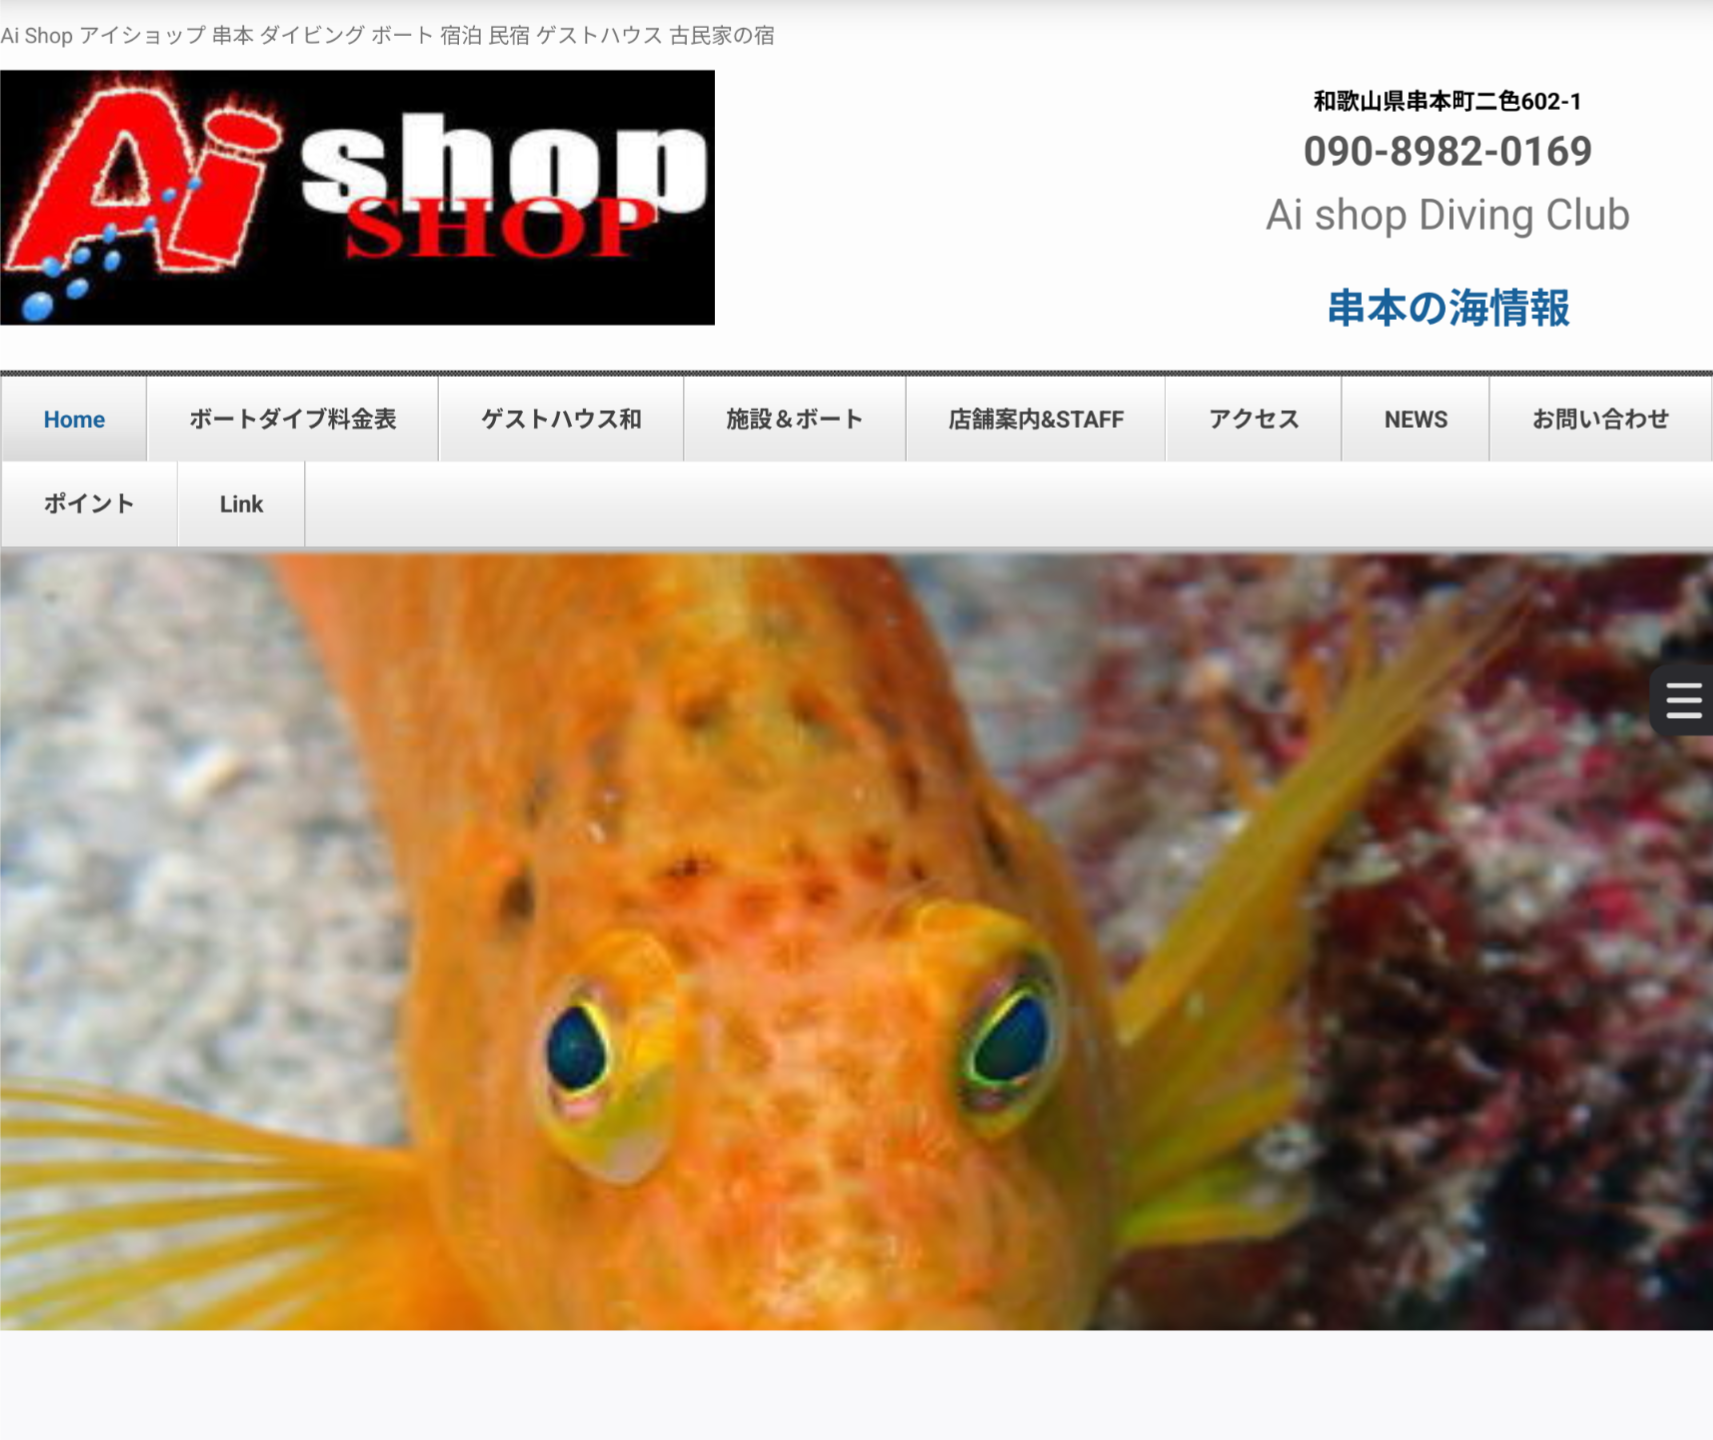 Ai Shop アイショップ 串本 ダイビング ボート 宿泊 民宿 ゲストハウス 古民家の宿
Ai shop
SHOP
和歌山県串本町二色602-1
090-8982-0169
Ai shop Diving Club
串本の海情報
Home ボートダイブ料金表 ゲストハウス和 施設＆ボート 店舗案内&STAFF アクセス NEWS お問い合わせ
ポイント Link